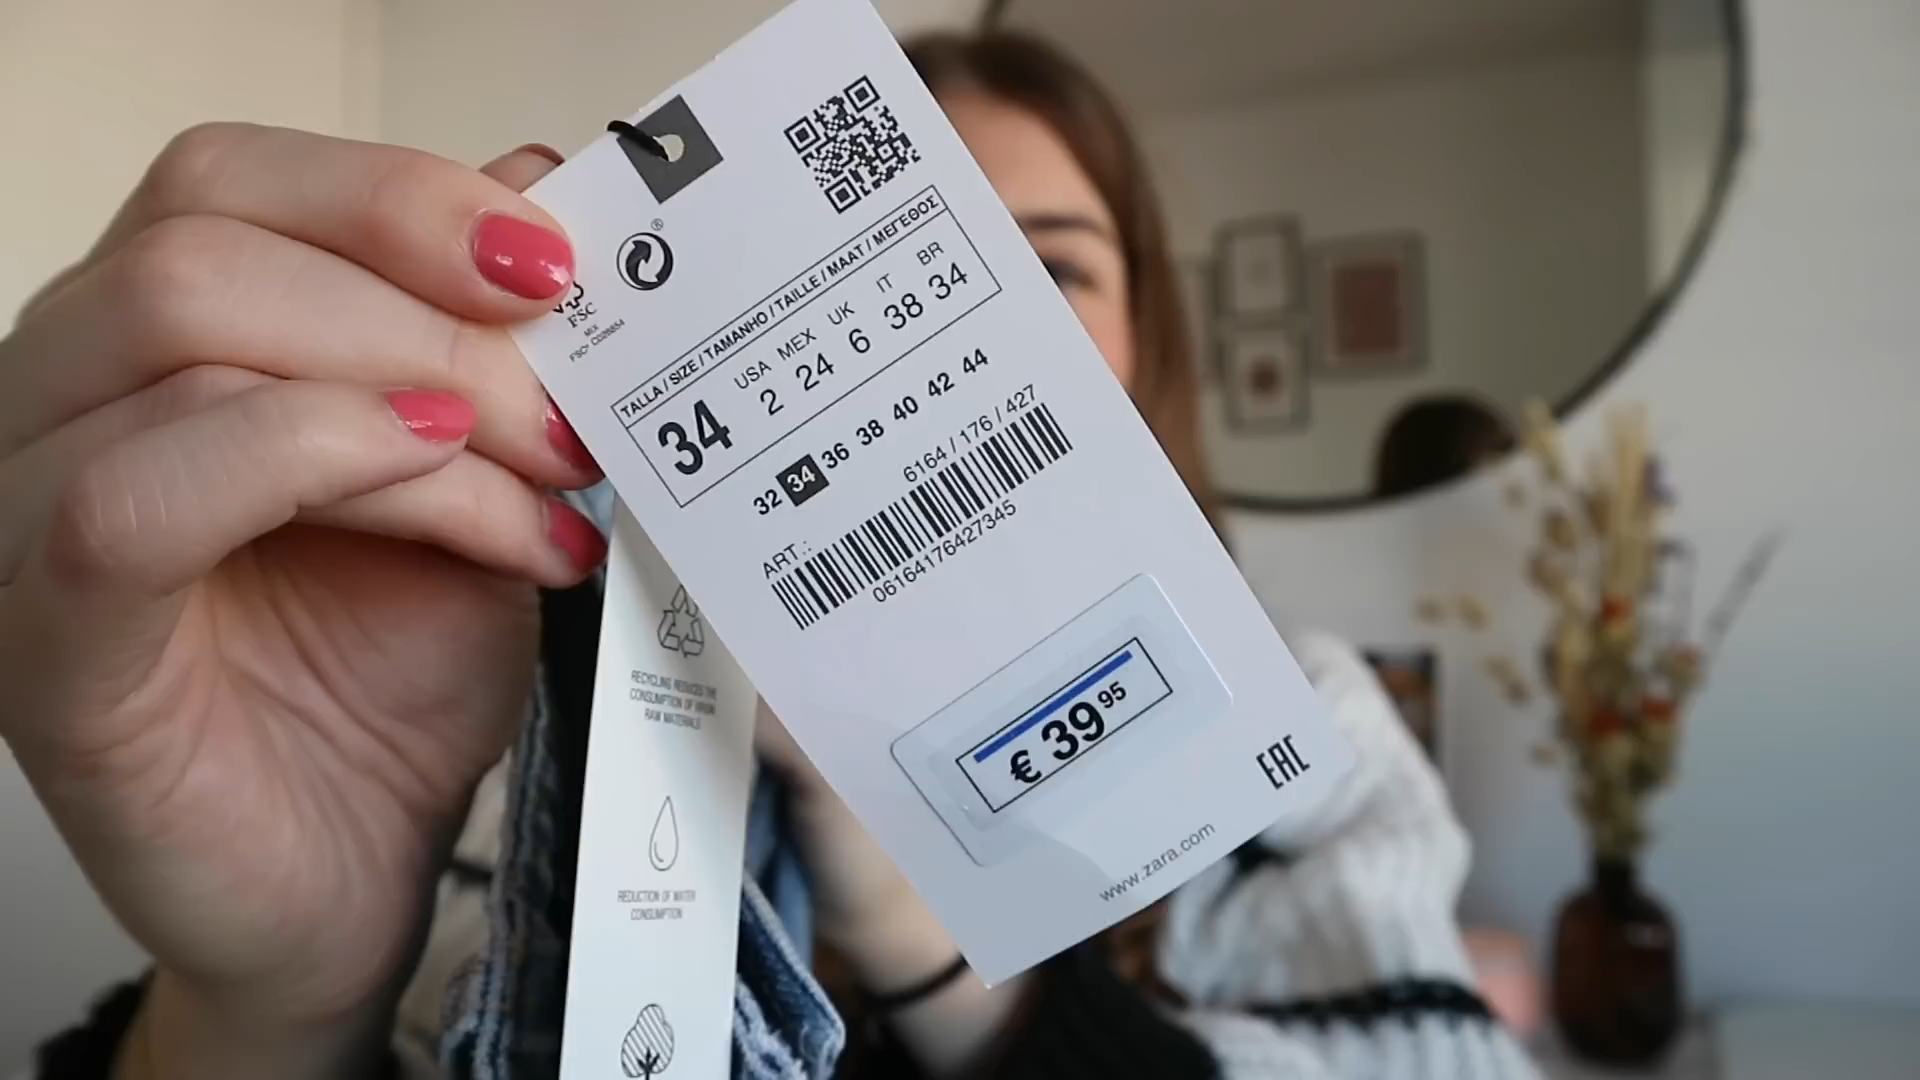 ®
FSC
MIX
FSC® C028854
TALLA / SIZE / TAMANHO / TAILLE / MAAT / ΜΕΓΕΘΟΣ
USA MEX UK IT BR
34 2 24 6 38 34
32 34 36 38 40 42 44
ART.: 6164 / 176 / 427
06164176427345
€ 39 95
EAC
www.zara.com
RECYCLING REDUCES THE
CONSUMPTION OF VIRGIN
RAW MATERIALS
REDUCTION OF WATER
CONSUMPTION